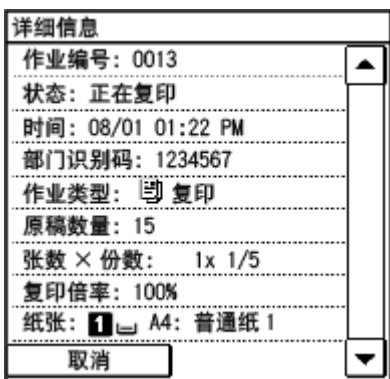 详细信息
作业编号: 0013
状态: 正在复印
时间: 08/01 01:22 PM
部门识别码: 1234567
作业类型: 复印
原稿数量: 15
张数 × 份数: 1x 1/5
复印倍率: 100%
纸张: 1 A4: 普通纸 1
取消